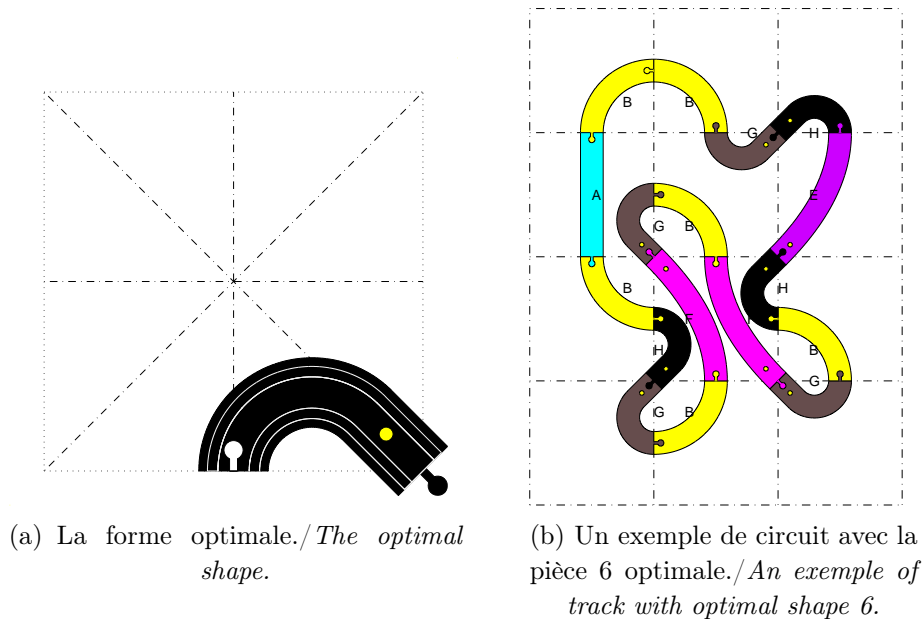 B
B
G
H
A
E
G
B
B
H
F
H
B
G
G
B
(a) La forme optimale./The optimal
shape.
(b) Un exemple de circuit avec la
pièce 6 optimale./An exemple of
track with optimal shape 6.